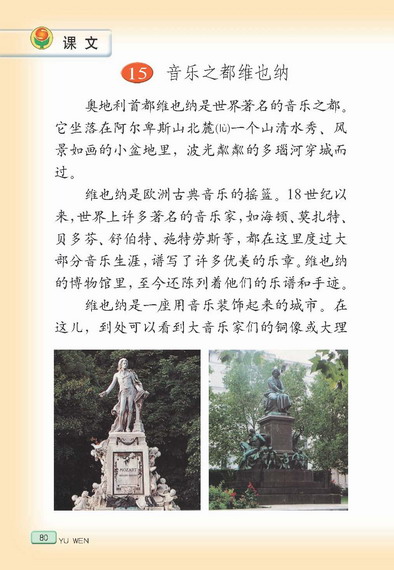 课文
15 音乐之都维也纳
奥地利首都维也纳是世界著名的音乐之都。
它坐落在阿尔卑斯山北麓(lù)一个山清水秀、风
景如画的小盆地里，波光粼粼的多瑙河穿城而
过。
维也纳是欧洲古典音乐的摇篮。18世纪以
来，世界上许多著名的音乐家，如海顿、莫扎特、
贝多芬、舒伯特、施特劳斯等，都在这里度过大
部分音乐生涯，谱写了许多优美的乐章。维也纳
的博物馆里，至今还陈列着他们的乐谱和手迹。
维也纳是一座用音乐装饰起来的城市。在
这儿，到处可以看到大音乐家们的铜像或大理
MOZART
80 YU WEN